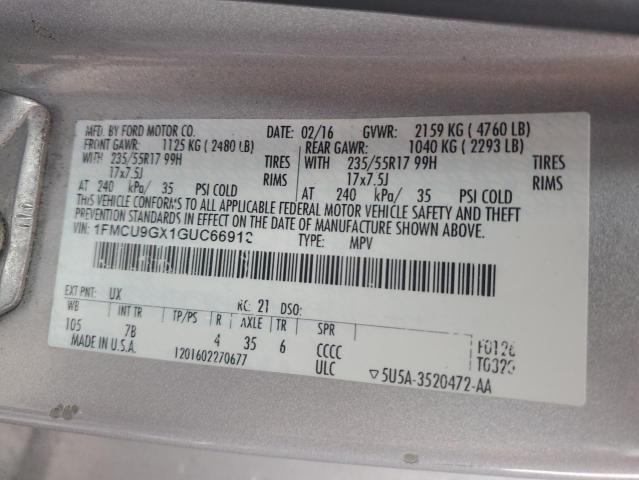 MFD. BY FORD MOTOR CO. 02/16 GVWR: 2159 KG ( 4760 LB)
FRONT GAWR: 1125 KG ( 2480 LB) REAR GAWR: 1040 KG ( 2293 LB)
WITH 235/55R17 99H TIRES WITH 235/55R17 99H TIRES
17x7.5J RIMS 17x7.5J RIMS
AT 240 kPa/ 35 PSI COLD AT 240 kPa/ 35 PSI COLD
THIS VEHICLE CONFORMS TO ALL APPLICABLE FEDERAL MOTOR VEHICLE SAFETY AND THEFT
PREVENTION STANDARDS IN EFFECT ON THE DATE OF MANUFACTURE SHOWN ABOVE.
VIN: TYPE: MPV
EXT PNT: UX RC: 21 DSO:
WB INT TR TP/PS R AXLE TR SPR
105 7B 4 35 6 CCCC
MADE IN U.S.A. 1201602270677 ULC
▽5U5A-3520472-AA